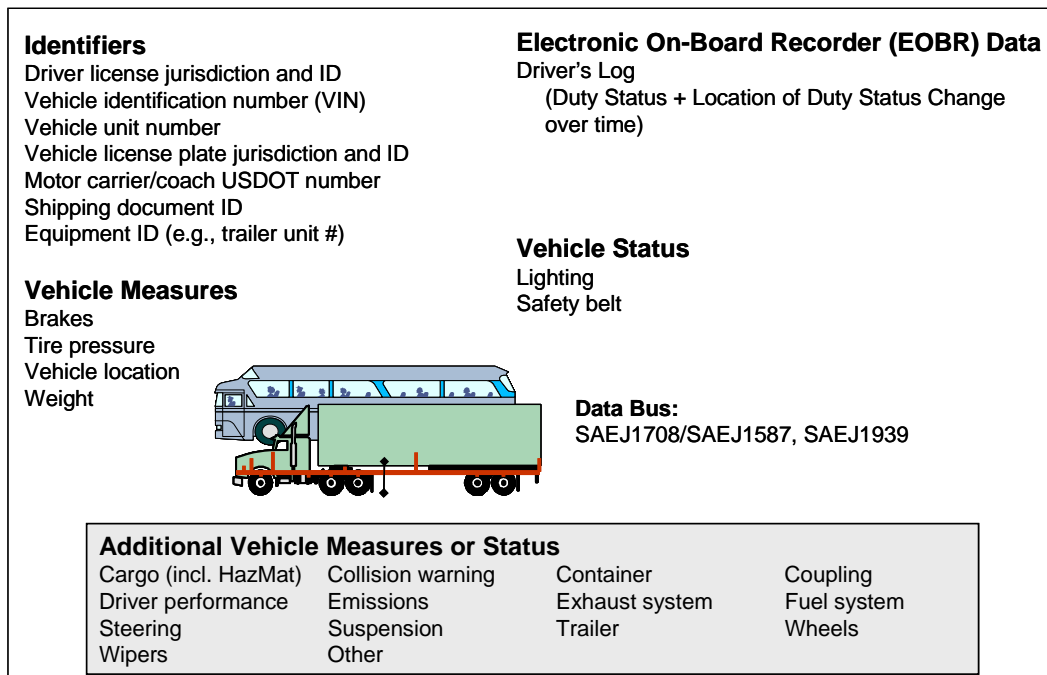 Identifiers
Driver license jurisdiction and ID
Vehicle identification number (VIN)
Vehicle unit number
Vehicle license plate jurisdiction and ID
Motor carrier/coach USDOT number
Shipping document ID
Equipment ID (e.g., trailer unit #)
Vehicle Measures
Brakes
Tire pressure
Vehicle location
Weight
Electronic On-Board Recorder (EOBR) Data
Driver's Log
(Duty Status + Location of Duty Status Change
over time)
Vehicle Status
Lighting
Safety belt
Data Bus:
SAEJ1708/SAEJ1587, SAEJ1939
Additional Vehicle Measures or Status
Cargo (incl. HazMat) Collision warning Container Coupling
Driver performance Emissions Exhaust system Fuel system
Steering Suspension Trailer Wheels
Wipers Other